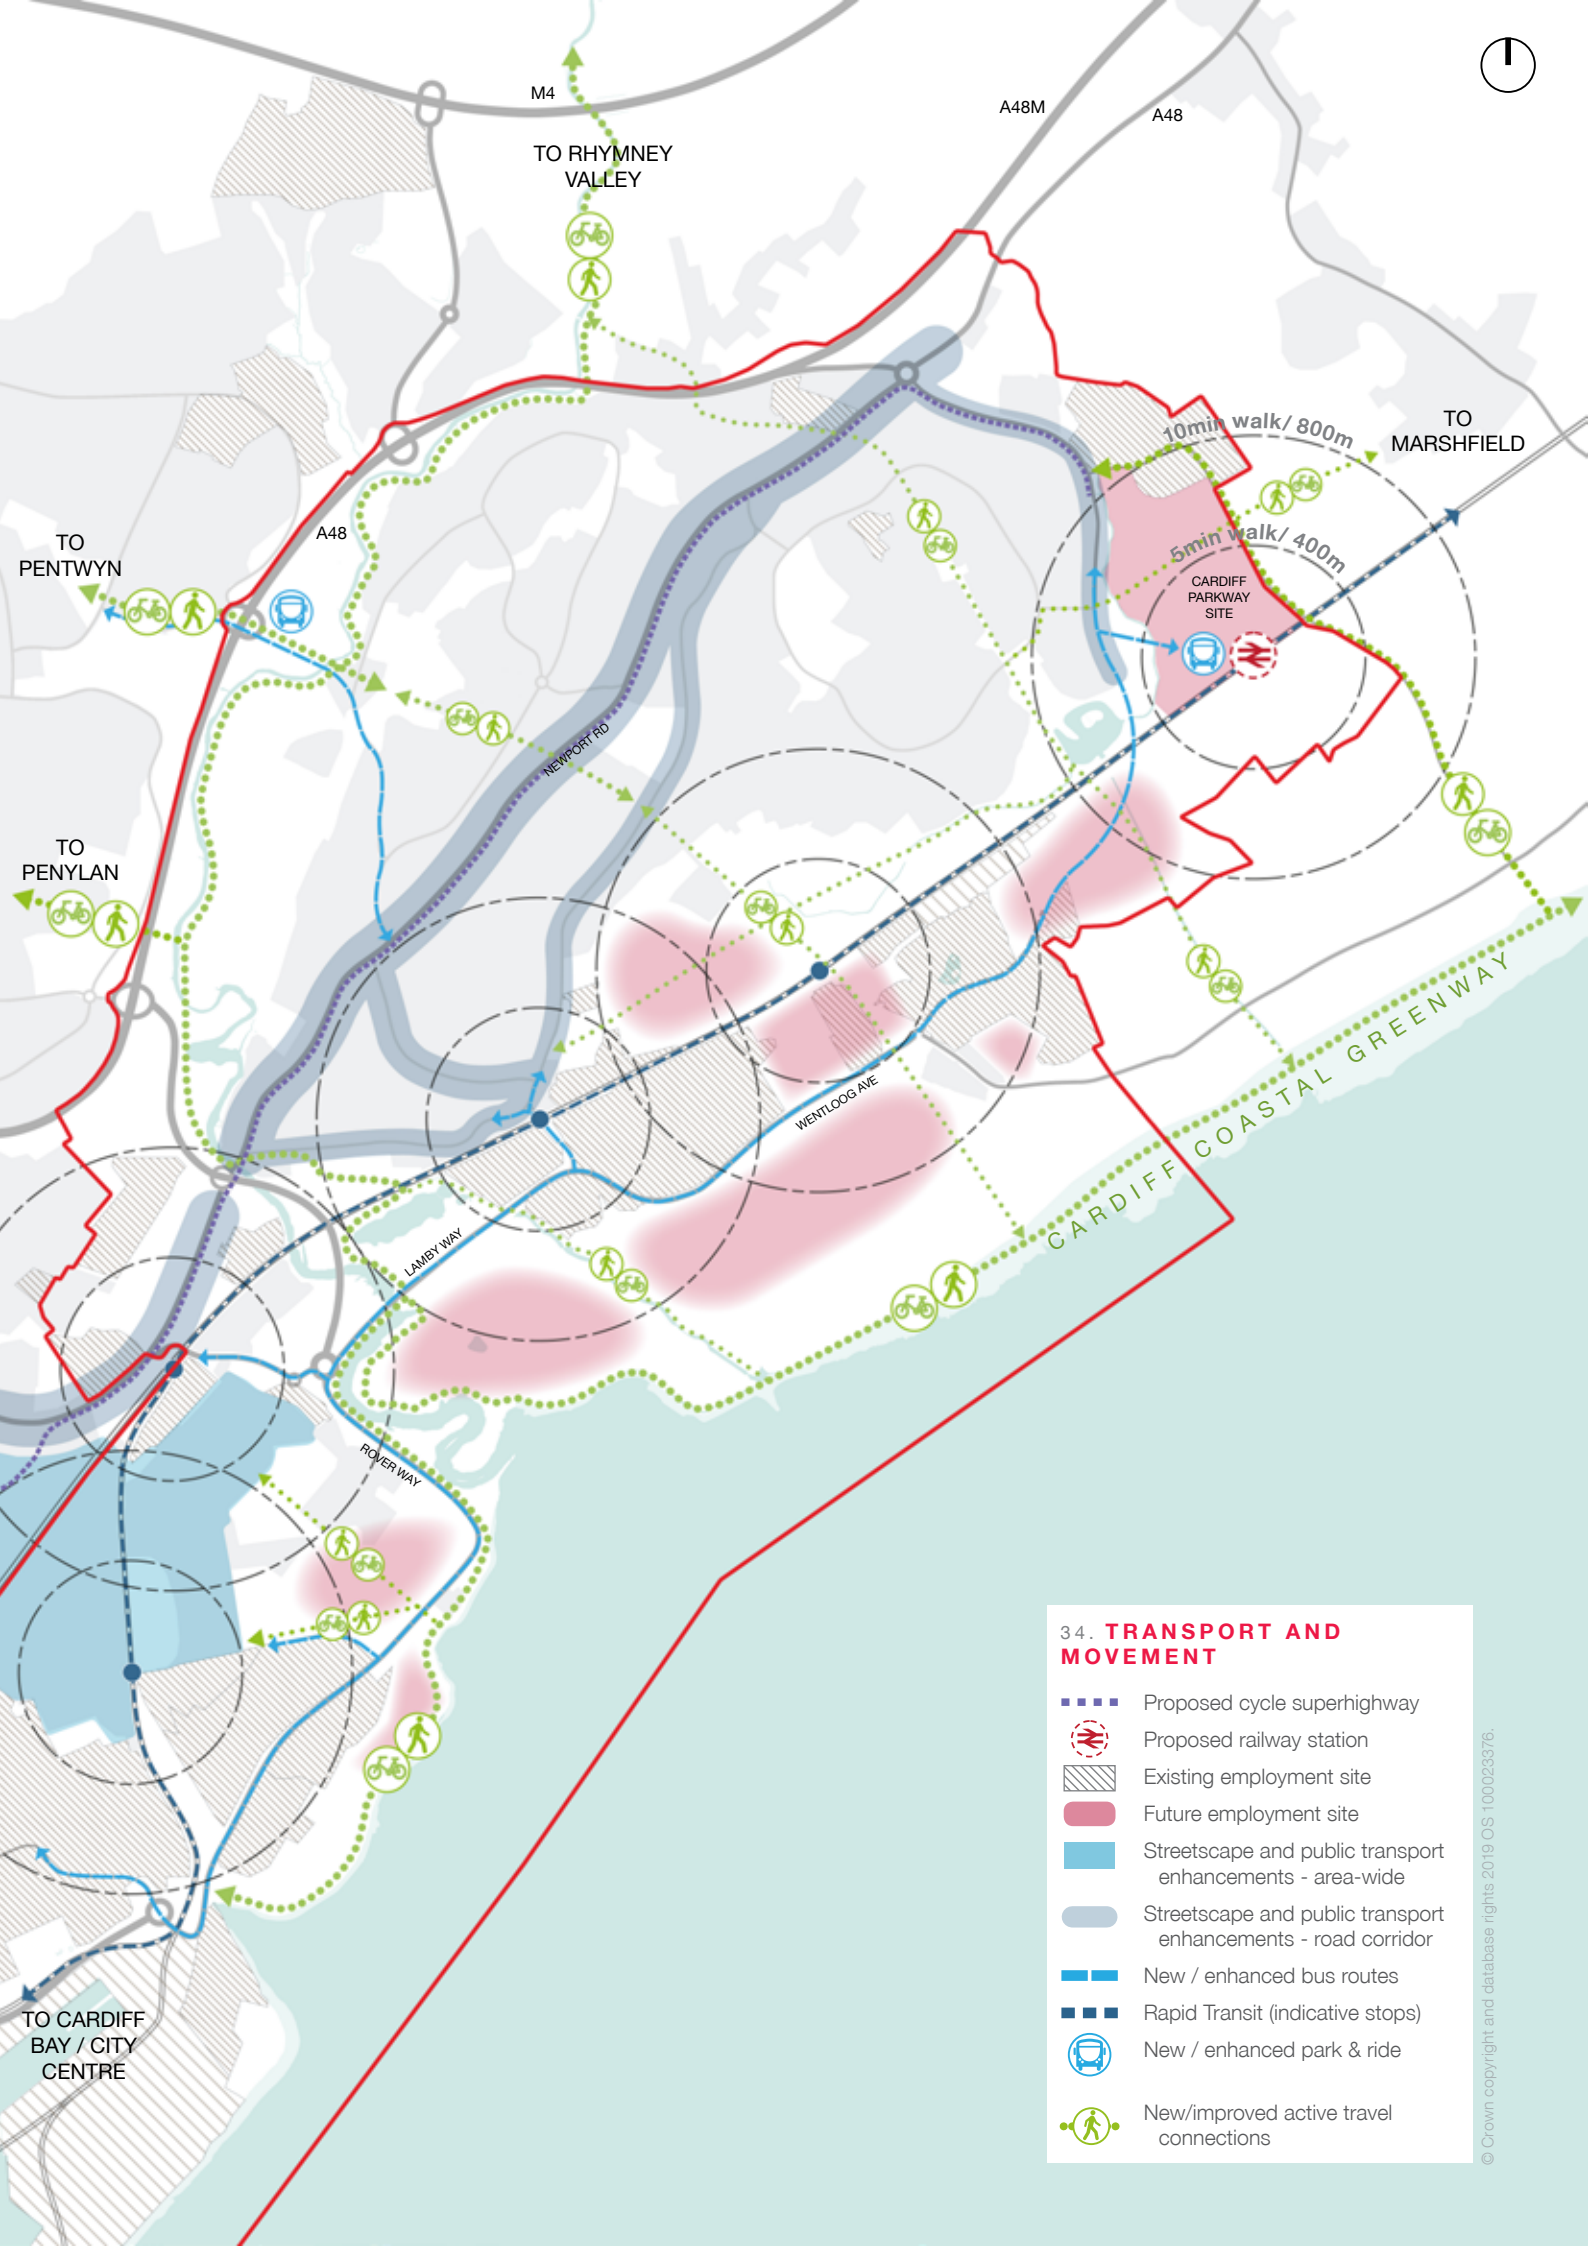 M4
A48M
A48
TO RHYMNEY
VALLEY
10min walk/ 800m
TO
MARSHFIELD
A48
5min walk/ 400m
TO
PENTWYN
CARDIFF
PARKWAY
SITE
NEWPORT RD
TO
PENYLAN
CARDIFF COASTAL GREENWAY
WENTLOOG AVE
LAMBY WAY
ROVER WAY
TO CARDIFF
BAY / CITY
CENTRE
34. TRANSPORT AND
MOVEMENT
Proposed cycle superhighway
Proposed railway station
Existing employment site
Future employment site
Streetscape and public transport
enhancements - area-wide
Streetscape and public transport
enhancements - road corridor
New / enhanced bus routes
Rapid Transit (indicative stops)
New / enhanced park & ride
New/improved active travel
connections
© Crown copyright and database rights 2019 OS 100023376.